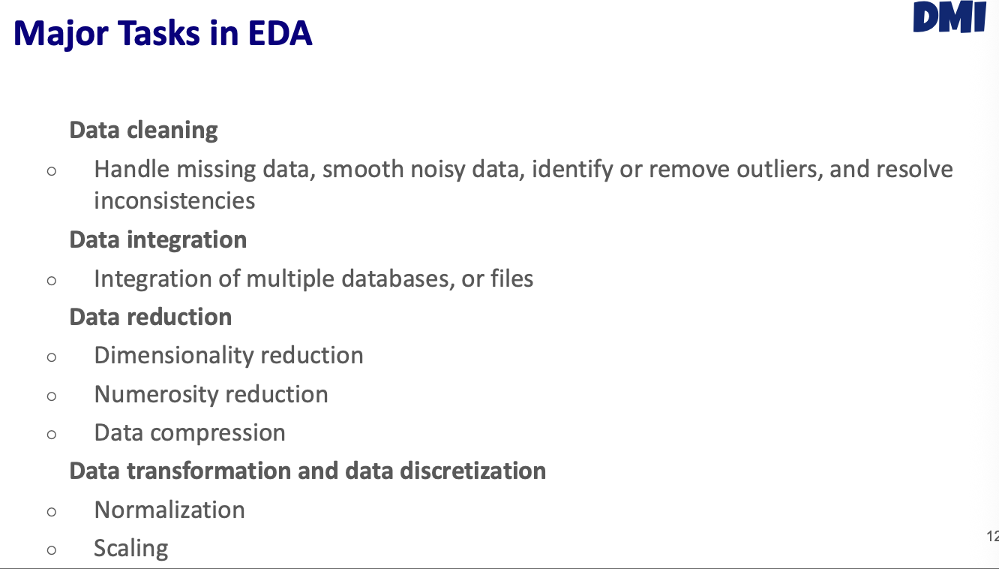 Major Tasks in EDA
DMI
Data cleaning
○ Handle missing data, smooth noisy data, identify or remove outliers, and resolve
inconsistencies
Data integration
○ Integration of multiple databases, or files
Data reduction
○ Dimensionality reduction
○ Numerosity reduction
○ Data compression
Data transformation and data discretization
○ Normalization
○ Scaling
12